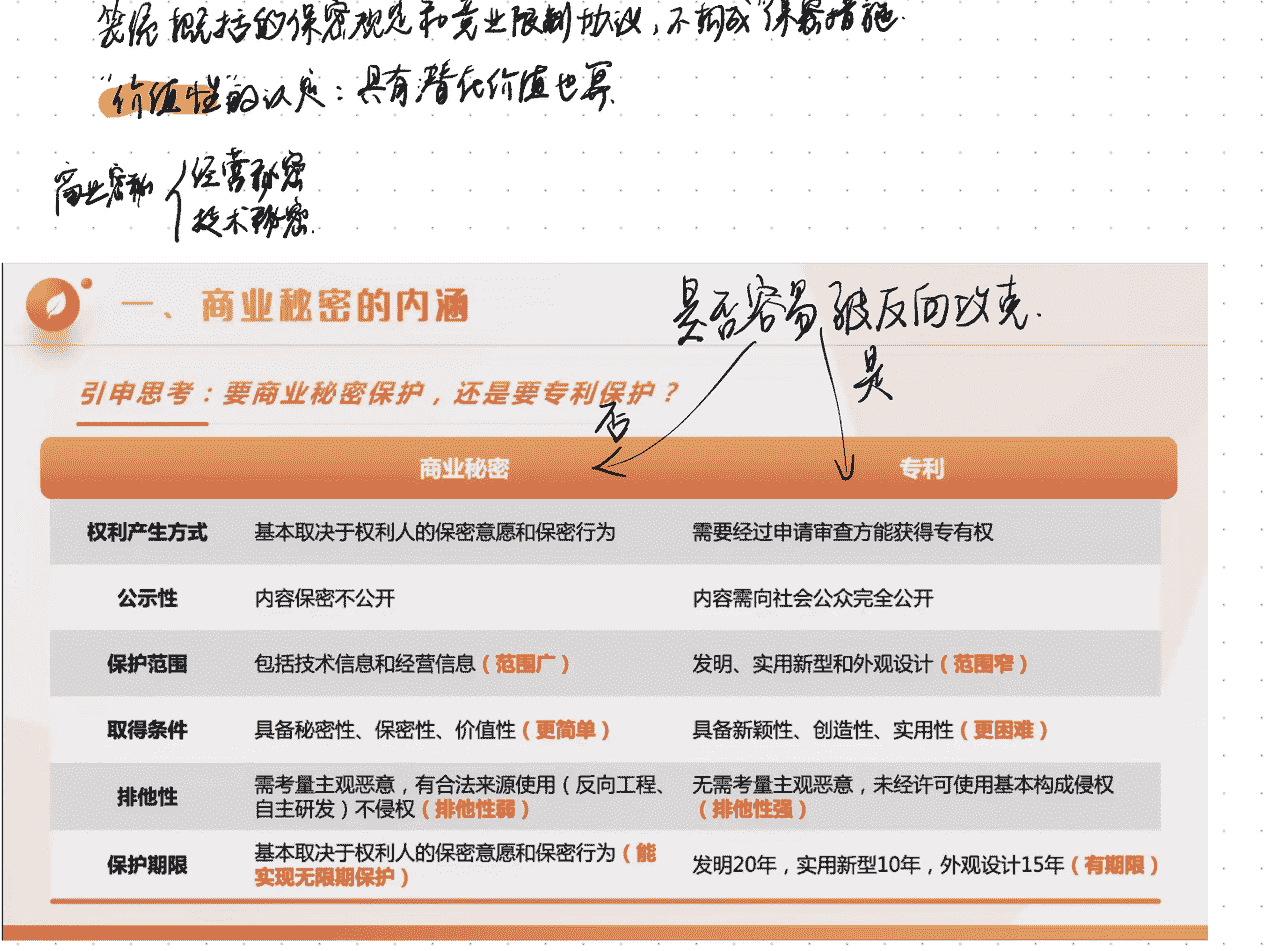 笼统概括的保密规定和竞业限制协议，不构成“保密措施
“价值性”的认定：具有潜在价值也算.
商业密秘
经营秘密
技术秘密.
一、商业秘密的内涵
是否容易被反向攻克.
是
引申思考：要商业秘密保护，还是要专利保护？
否
商业秘密 专利
权利产生方式 基本取决于权利人的保密意愿和保密行为 需要经过申请审查方能获得专有权
公示性 内容保密不公开 内容需向社会公众完全公开
保护范围 包括技术信息和经营信息（范围广） 发明、实用新型和外观设计（范围窄）
取得条件 具备秘密性、保密性、价值性（更简单） 具备新颖性、创造性、实用性（更困难）
排他性 需考量主观恶意，有合法来源使用（反向工程、 无需考量主观恶意，未经许可使用基本构成侵权
自主研发）不侵权（排他性弱） （排他性强）
保护期限 基本取决于权利人的保密意愿和保密行为（能 发明20年，实用新型10年，外观设计15年（有期限）
实现无限期保护）